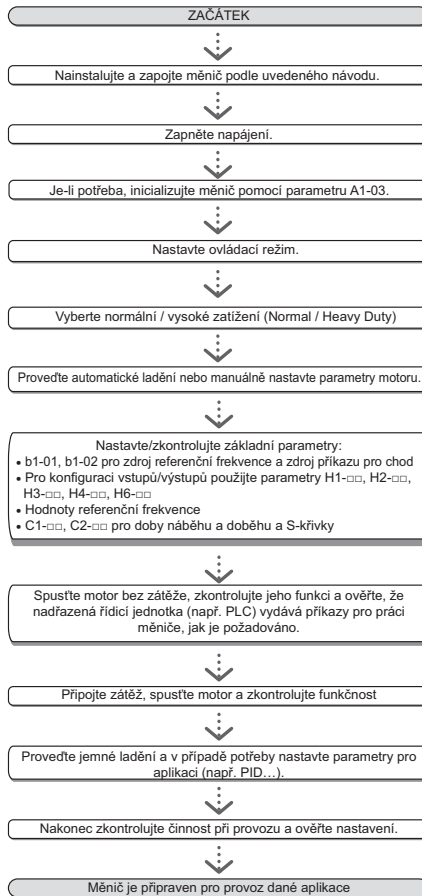 ZAČÁTEK
Nainstalujte a zapojte měnič podle uvedeného návodu.
Zapněte napájení.
Je-li potřeba, inicializujte měnič pomocí parametru A1-03.
Nastavte ovládací režim.
Vyberte normální / vysoké zatížení (Normal / Heavy Duty)
Proveďte automatické ladění nebo manuálně nastavte parametry motoru.
Nastavte/zkontrolujte základní parametry:
• b1-01, b1-02 pro zdroj referenční frekvence a zdroj příkazu pro chod
• Pro konfiguraci vstupů/výstupů použijte parametry H1-□□, H2-□□,
H3-□□, H4-□□, H6-□□
• Hodnoty referenční frekvence
• C1-□□, C2-□□ pro doby náběhu a doběhu a S-křivky
Spusťte motor bez zátěže, zkontrolujte jeho funkci a ověřte, že
nadřazená řídicí jednotka (např. PLC) vydává příkazy pro práci
měniče, jak je požadováno.
Připojte zátěž, spusťte motor a zkontrolujte funkčnost
Proveďte jemné ladění a v případě potřeby nastavte parametry pro
aplikaci (např. PID…).
Nakonec zkontrolujte činnost při provozu a ověřte nastavení.
Měnič je připraven pro provoz dané aplikace